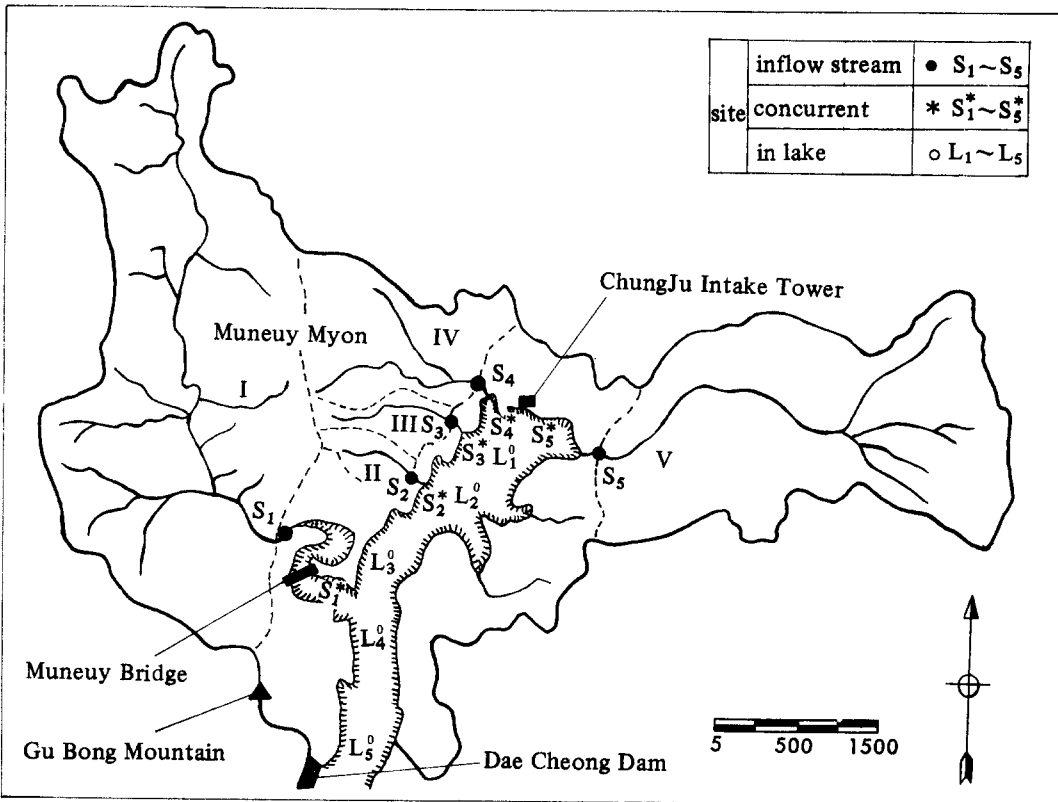 site
inflow stream ● S₁~S₅
concurrent * S₁*~S₅*
in lake ○ L₁~L₅
ChungJu Intake Tower
Muneuy Myon
IV
S₄
I
III S₃
S₄*
S₅*
S₃*
L₁⁰
V
II
S₂
S₂*
L₂⁰
S₅
S₁
L₃⁰
S₁*
L₄⁰
Muneuy Bridge
Gu Bong Mountain
L₅⁰
Dae Cheong Dam
5 500 1500